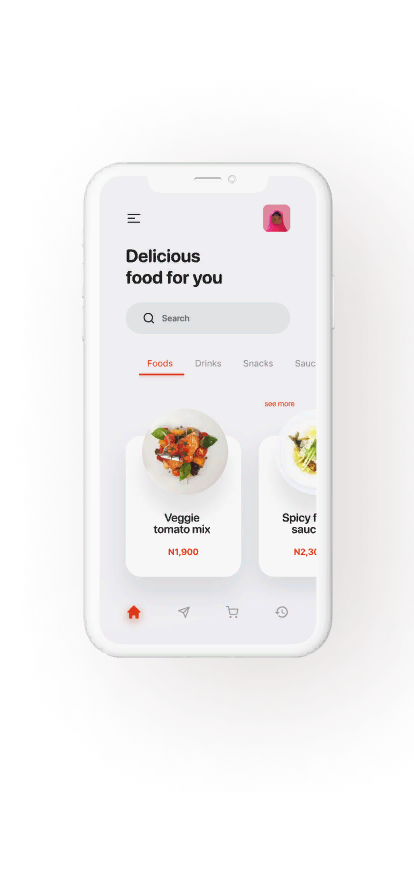 Delicious
food for you
Search
Foods Drinks Snacks Sauc
see more
Veggie
tomato mix
N1,900
Spicy f
sauc
N2,30